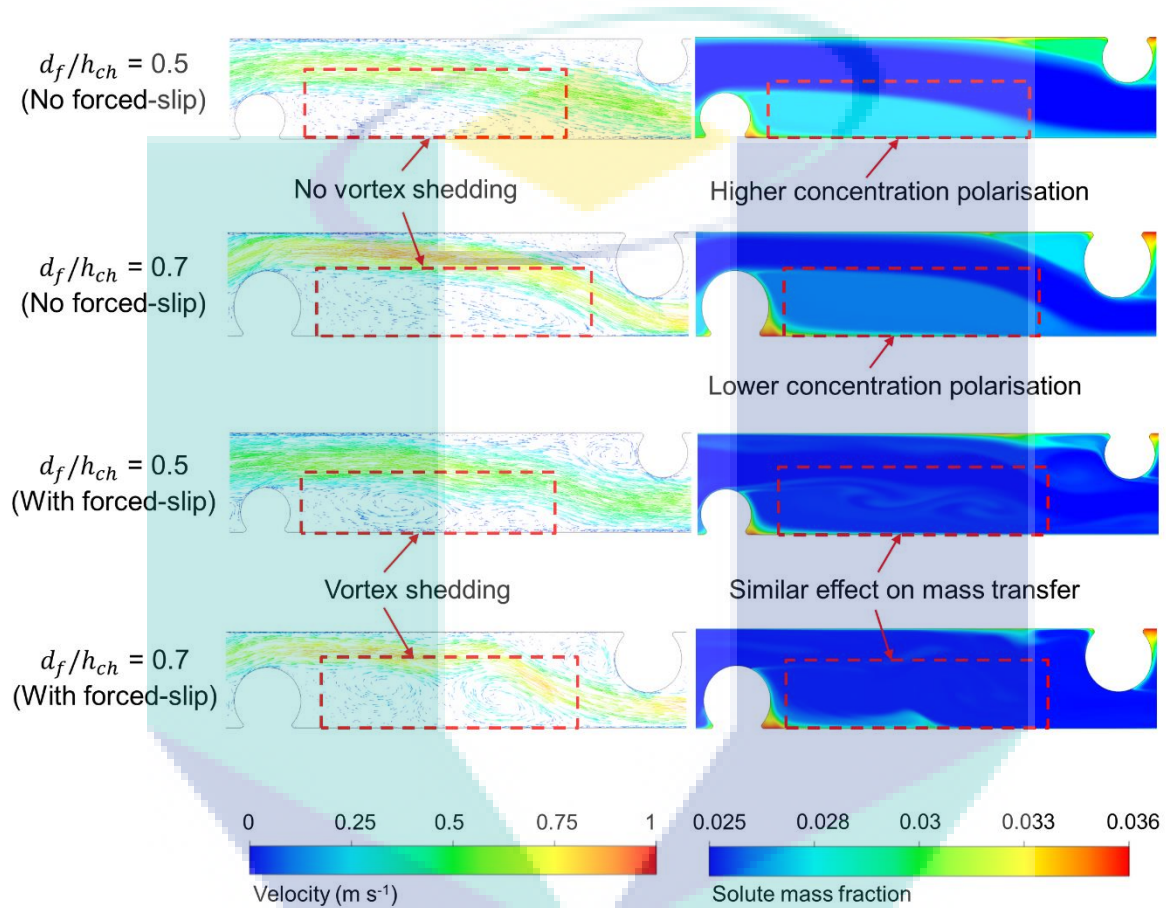 d_f/h_ch = 0.5
(No forced-slip)
No vortex shedding
Higher concentration polarisation
d_f/h_ch = 0.7
(No forced-slip)
Lower concentration polarisation
d_f/h_ch = 0.5
(With forced-slip)
Vortex shedding
Similar effect on mass transfer
d_f/h_ch = 0.7
(With forced-slip)
0 0.25 0.5 0.75 1
Velocity (m s⁻¹)
0.025 0.028 0.03 0.033 0.036
Solute mass fraction